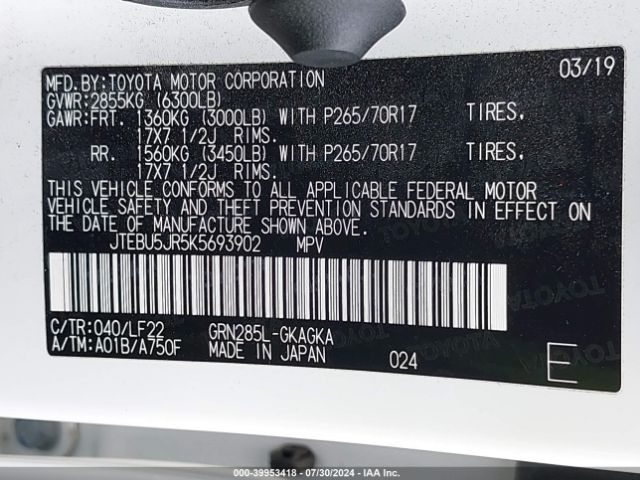 MFD.BY:TOYOTA MOTOR CORPORATION 03/19
GVWR:2855KG (6300LB)
GAWR:FRT. 1360KG (3000LB) WITH P265/70R17 TIRES,
17X7 1/2J RIMS.
RR. 1560KG (3450LB) WITH P265/70R17 TIRES,
17X7 1/2J RIMS.
THIS VEHICLE CONFORMS TO ALL APPLICABLE FEDERAL MOTOR
VEHICLE SAFETY AND THEFT PREVENTION STANDARDS IN EFFECT ON
THE DATE OF MANUFACTURE SHOWN ABOVE.
JTEBU5JR5K5693902 MPV
C/TR:040/LF22 GRN285L-GKAGKA
A/TM:A01B/A750F MADE IN JAPAN 024 E
000-39953418 - 07/30/2024 - IAA Inc.